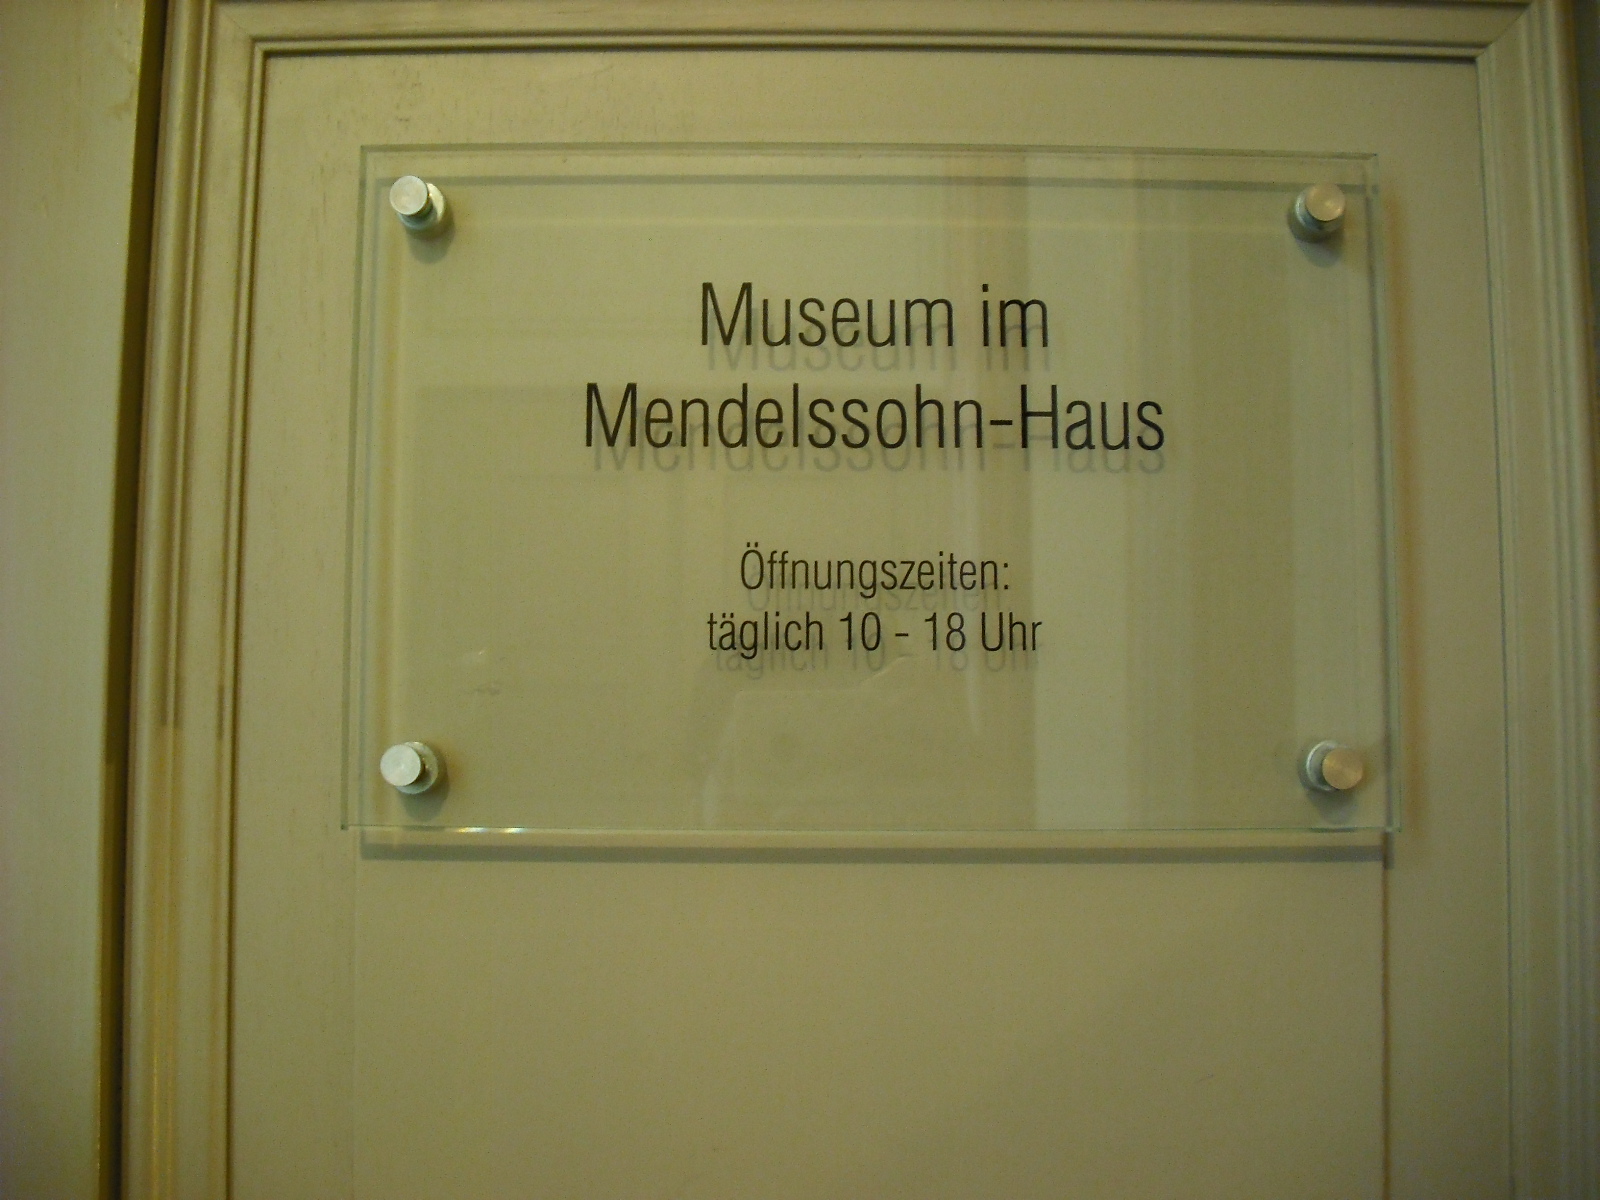 Museum im
Mendelssohn-Haus
Öffnungszeiten:
täglich 10 - 18 Uhr